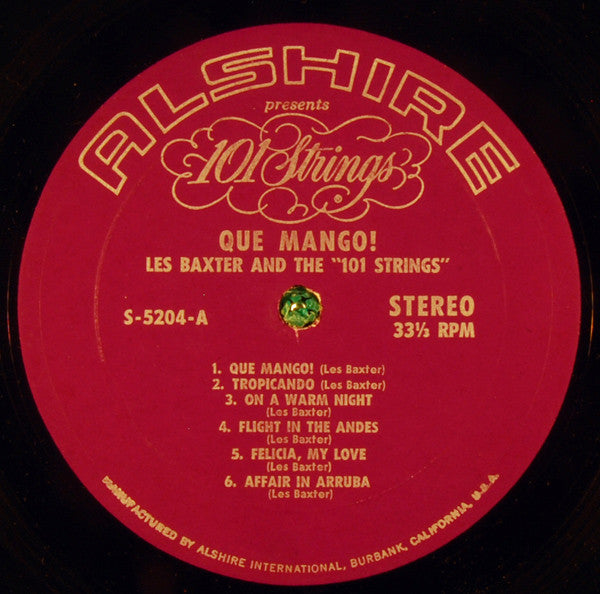 ALSHIRE
presents
101 Strings
QUE MANGO!
LES BAXTER AND THE "101 STRINGS"
S-5204-A
STEREO
33⅓ RPM
1. QUE MANGO! (Les Baxter)
2. TROPICANDO (Les Baxter)
3. ON A WARM NIGHT
(Les Baxter)
4. FLIGHT IN THE ANDES
(Les Baxter)
5. FELICIA, MY LOVE
(Les Baxter)
6. AFFAIR IN ARRUBA
(Les Baxter)
MANUFACTURED BY ALSHIRE INTERNATIONAL, BURBANK, CALIFORNIA, U.S.A.